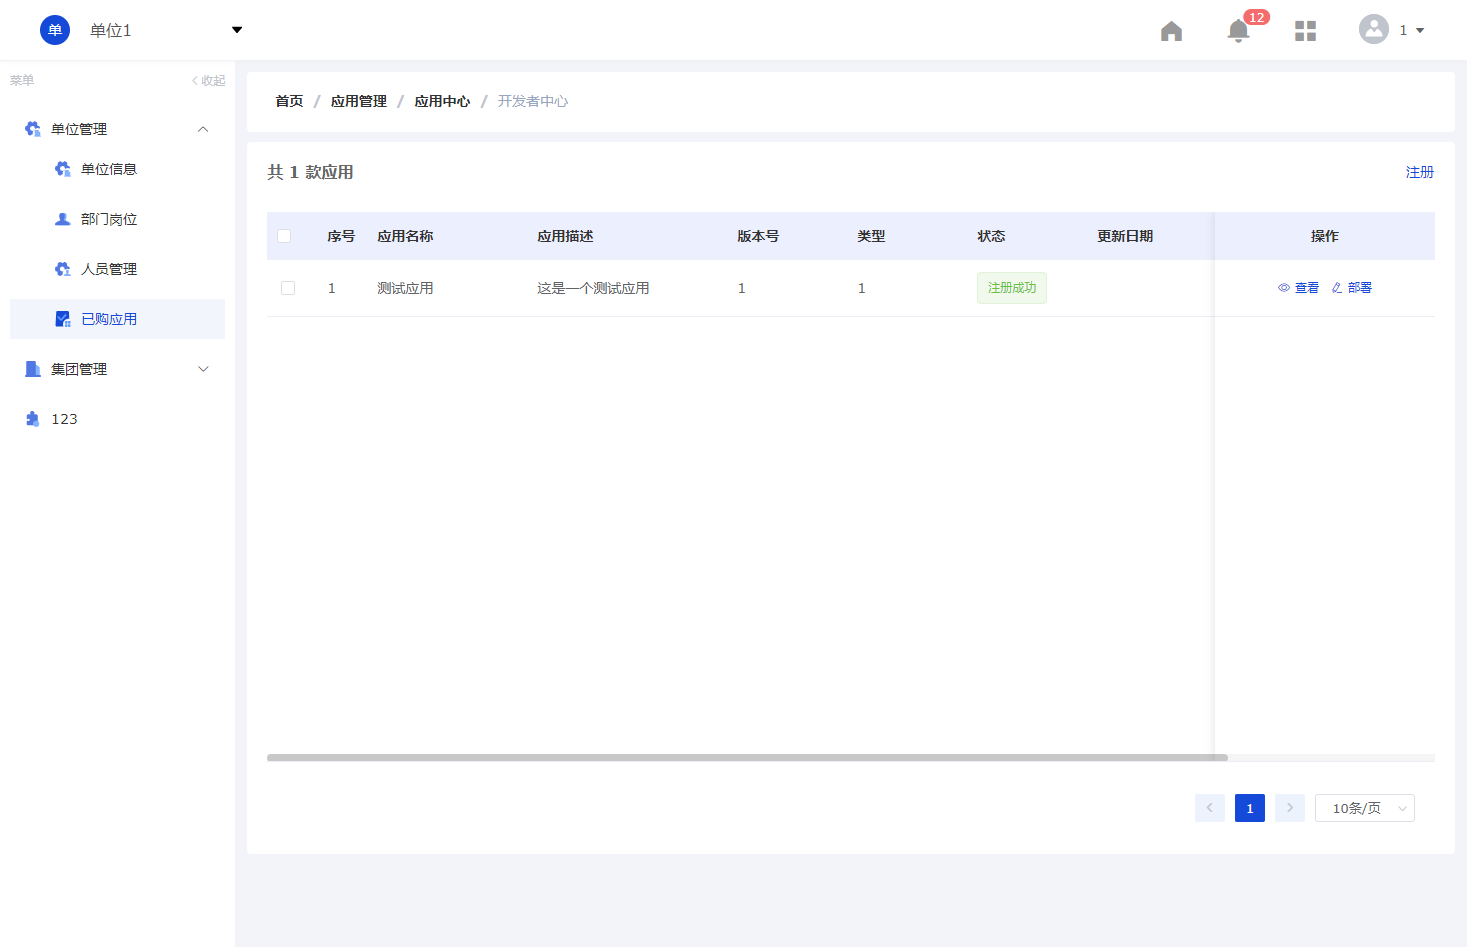 单 单位1
12
1
菜单 收起
单位管理
单位信息
部门岗位
人员管理
已购应用
集团管理
123
首页 / 应用管理 / 应用中心 / 开发者中心
共 1 款应用 注册
序号 应用名称 应用描述 版本号 类型 状态 更新日期 操作
1 测试应用 这是一个测试应用 1 1 注册成功 查看 部署
1 10条/页